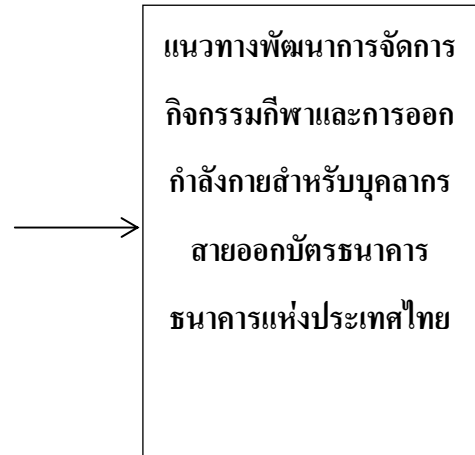 แนวทางพัฒนาการจัดการ
กิจกรรมกีฬาและการออก
กำลังกายสำหรับบุคลากร
สายออกบัตรธนาคาร
ธนาคารแห่งประเทศไทย